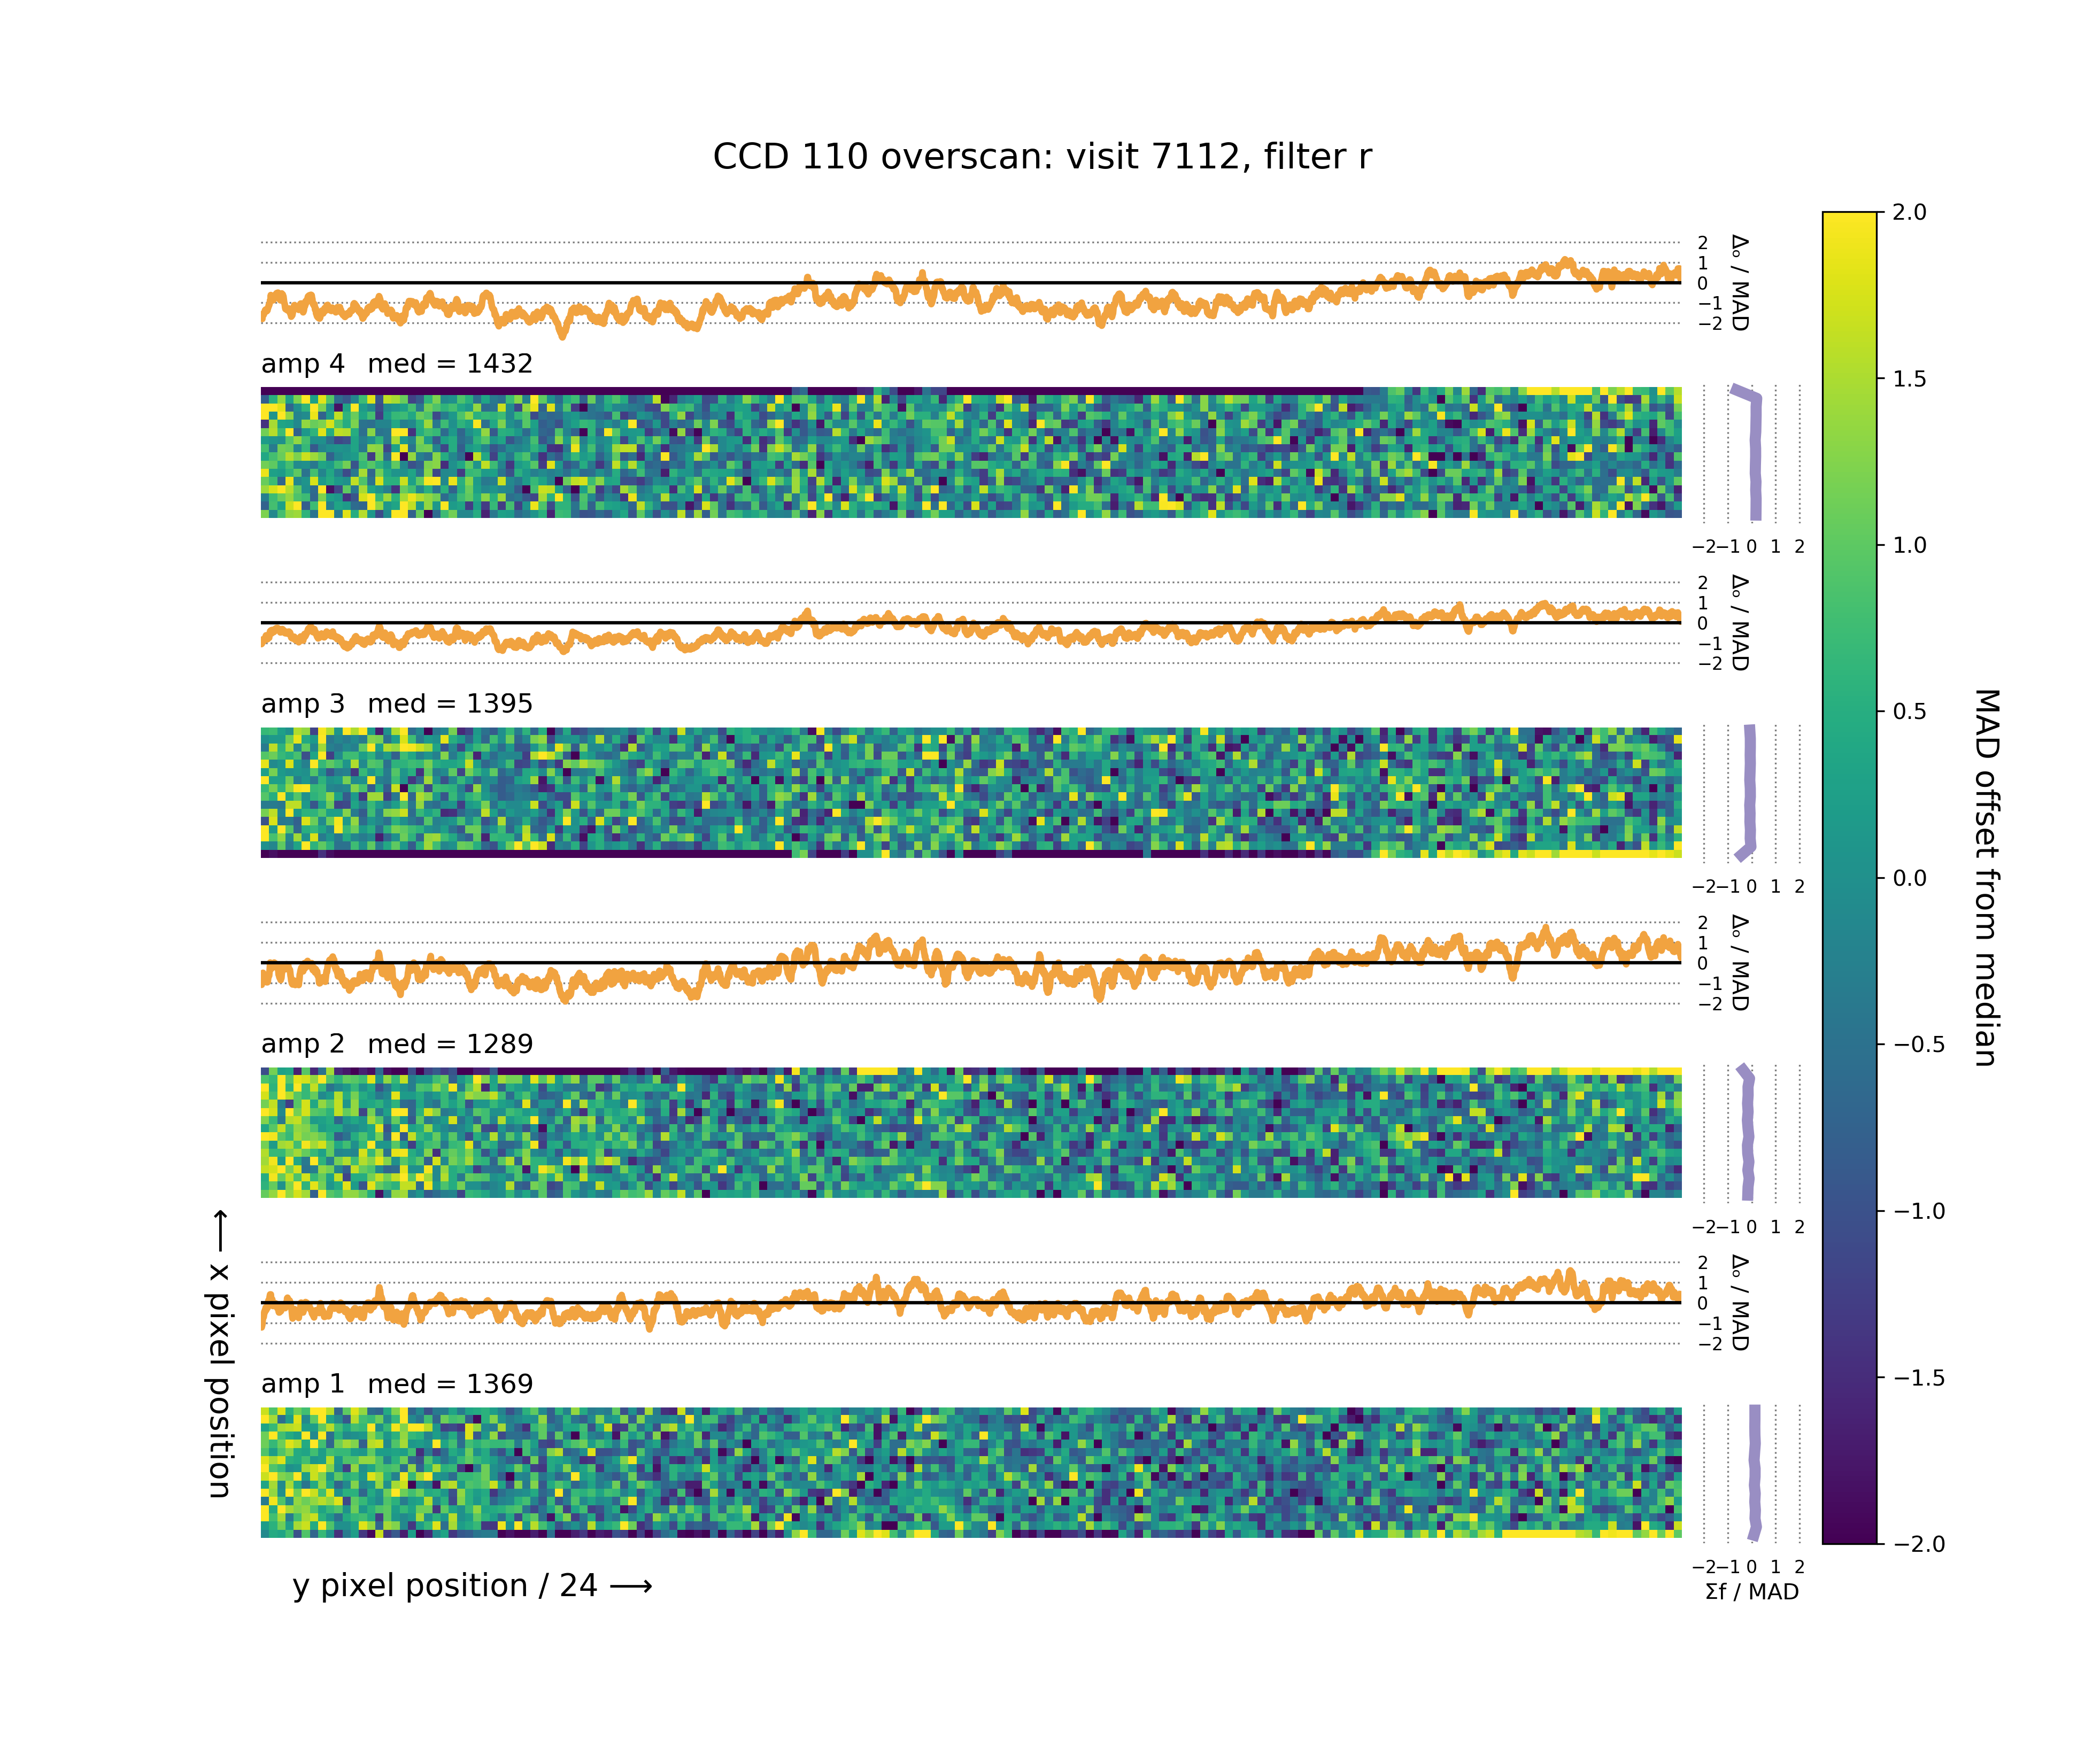 CCD 110 overscan: visit 7112, filter r
2
1
0
−1
−2
Δₒ / MAD
amp 4 med = 1432
−2 −1 0 1 2
2
1
0
−1
−2
Δₒ / MAD
amp 3 med = 1395
−2 −1 0 1 2
2
1
0
−1
−2
Δₒ / MAD
amp 2 med = 1289
−2 −1 0 1 2
2
1
0
−1
−2
Δₒ / MAD
amp 1 med = 1369
−2 −1 0 1 2
Σf / MAD
y pixel position / 24 ⟶
⟵ x pixel position
2.0
1.5
1.0
0.5
0.0
−0.5
−1.0
−1.5
−2.0
MAD offset from median